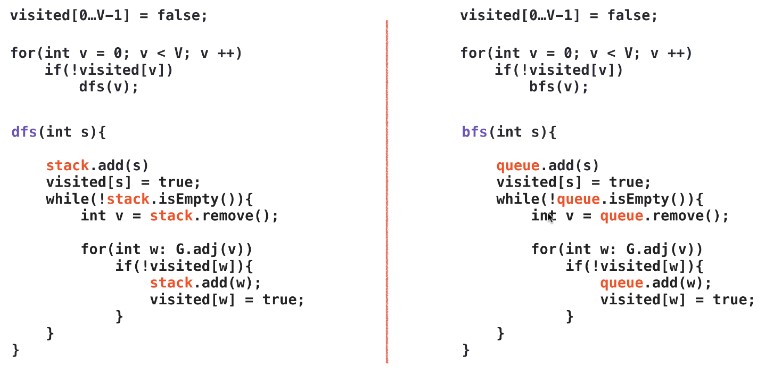 visited[0…V-1] = false;
for(int v = 0; v < V; v ++)
    if(!visited[v])
        dfs(v);
dfs(int s){
    stack.add(s)
    visited[s] = true;
    while(!stack.isEmpty()){
        int v = stack.remove();
        for(int w: G.adj(v))
            if(!visited[w]){
                stack.add(w);
                visited[w] = true;
            }
    }
}
visited[0…V-1] = false;
for(int v = 0; v < V; v ++)
    if(!visited[v])
        bfs(v);
bfs(int s){
    queue.add(s)
    visited[s] = true;
    while(!queue.isEmpty()){
        int v = queue.remove();
        for(int w: G.adj(v))
            if(!visited[w]){
                queue.add(w);
                visited[w] = true;
            }
    }
}